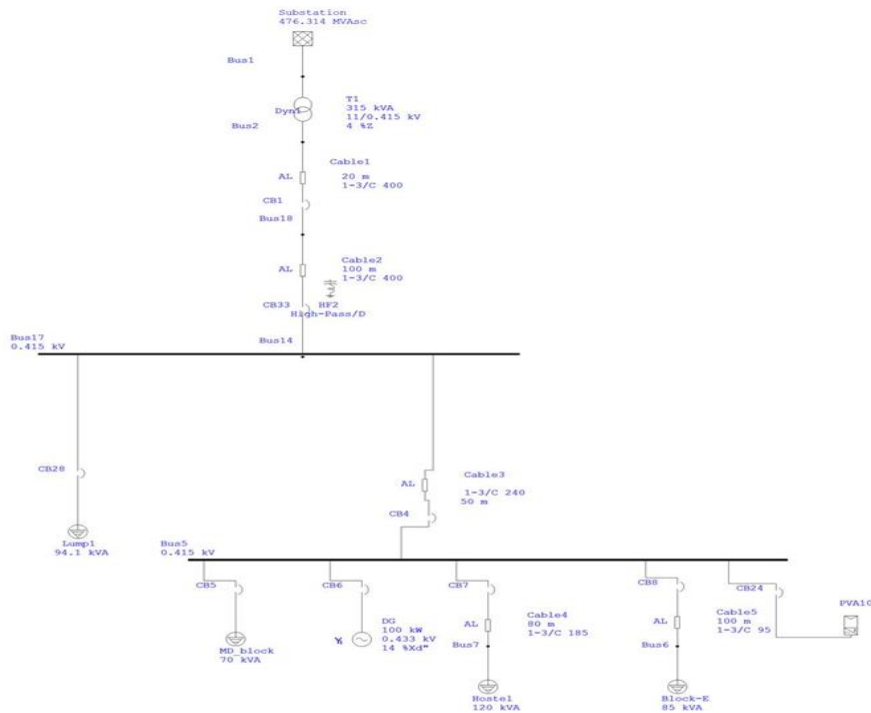 Substation
476.314 MVAsc
Bus1
T1
315 kVA
Dyn1
11/0.415 kV
Bus2
4 %Z
Cable1
AL
20 m
1-3/C 400
CB1
Bus18
Cable2
AL
100 m
1-3/C 400
CB33
HF2
High-Pass/D
Bus17
0.415 kV
Bus14
CB28
Cable3
AL
1-3/C 240
50 m
CB4
Lump1
94.1 kVA
Bus5
0.415 kV
CB5
CB6
CB7
CB8
CB24
MD_block
70 kVA
DG
100 kW
0.433 kV
14 %Xd"
Cable4
AL
80 m
1-3/C 185
Bus7
Hostel
120 kVA
Cable5
AL
100 m
1-3/C 95
Bus6
Block-E
85 kVA
PVA10